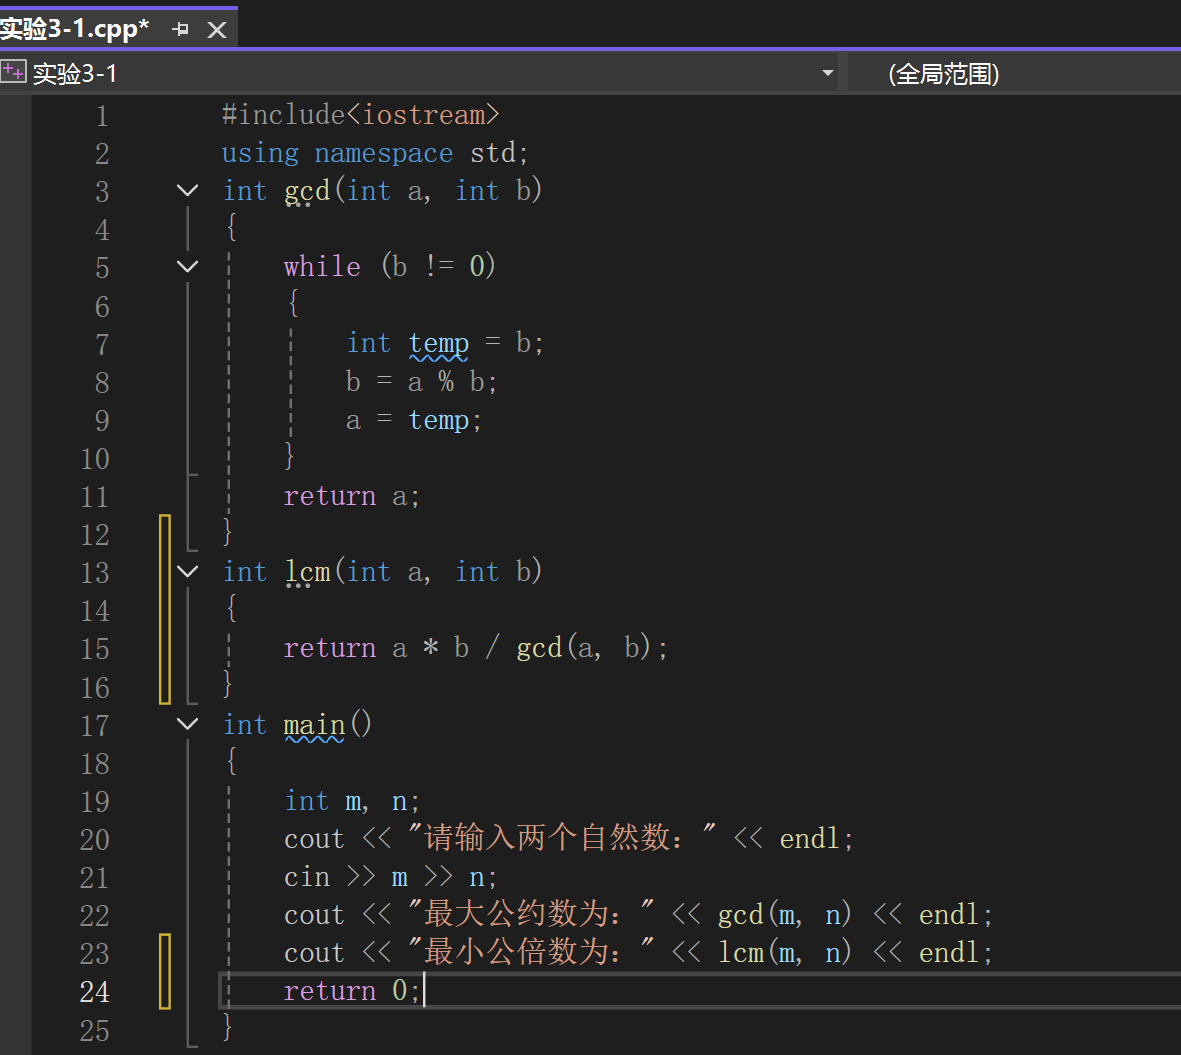 实验3-1.cpp*
实验3-1 (全局范围)
1 #include<iostream>
2 using namespace std;
3 int gcd(int a, int b)
4 {
5 while (b != 0)
6 {
7 int temp = b;
8 b = a % b;
9 a = temp;
10 }
11 return a;
12 }
13 int lcm(int a, int b)
14 {
15 return a * b / gcd(a, b);
16 }
17 int main()
18 {
19 int m, n;
20 cout << "请输入两个自然数：" << endl;
21 cin >> m >> n;
22 cout << "最大公约数为：" << gcd(m, n) << endl;
23 cout << "最小公倍数为：" << lcm(m, n) << endl;
24 return 0;
25 }